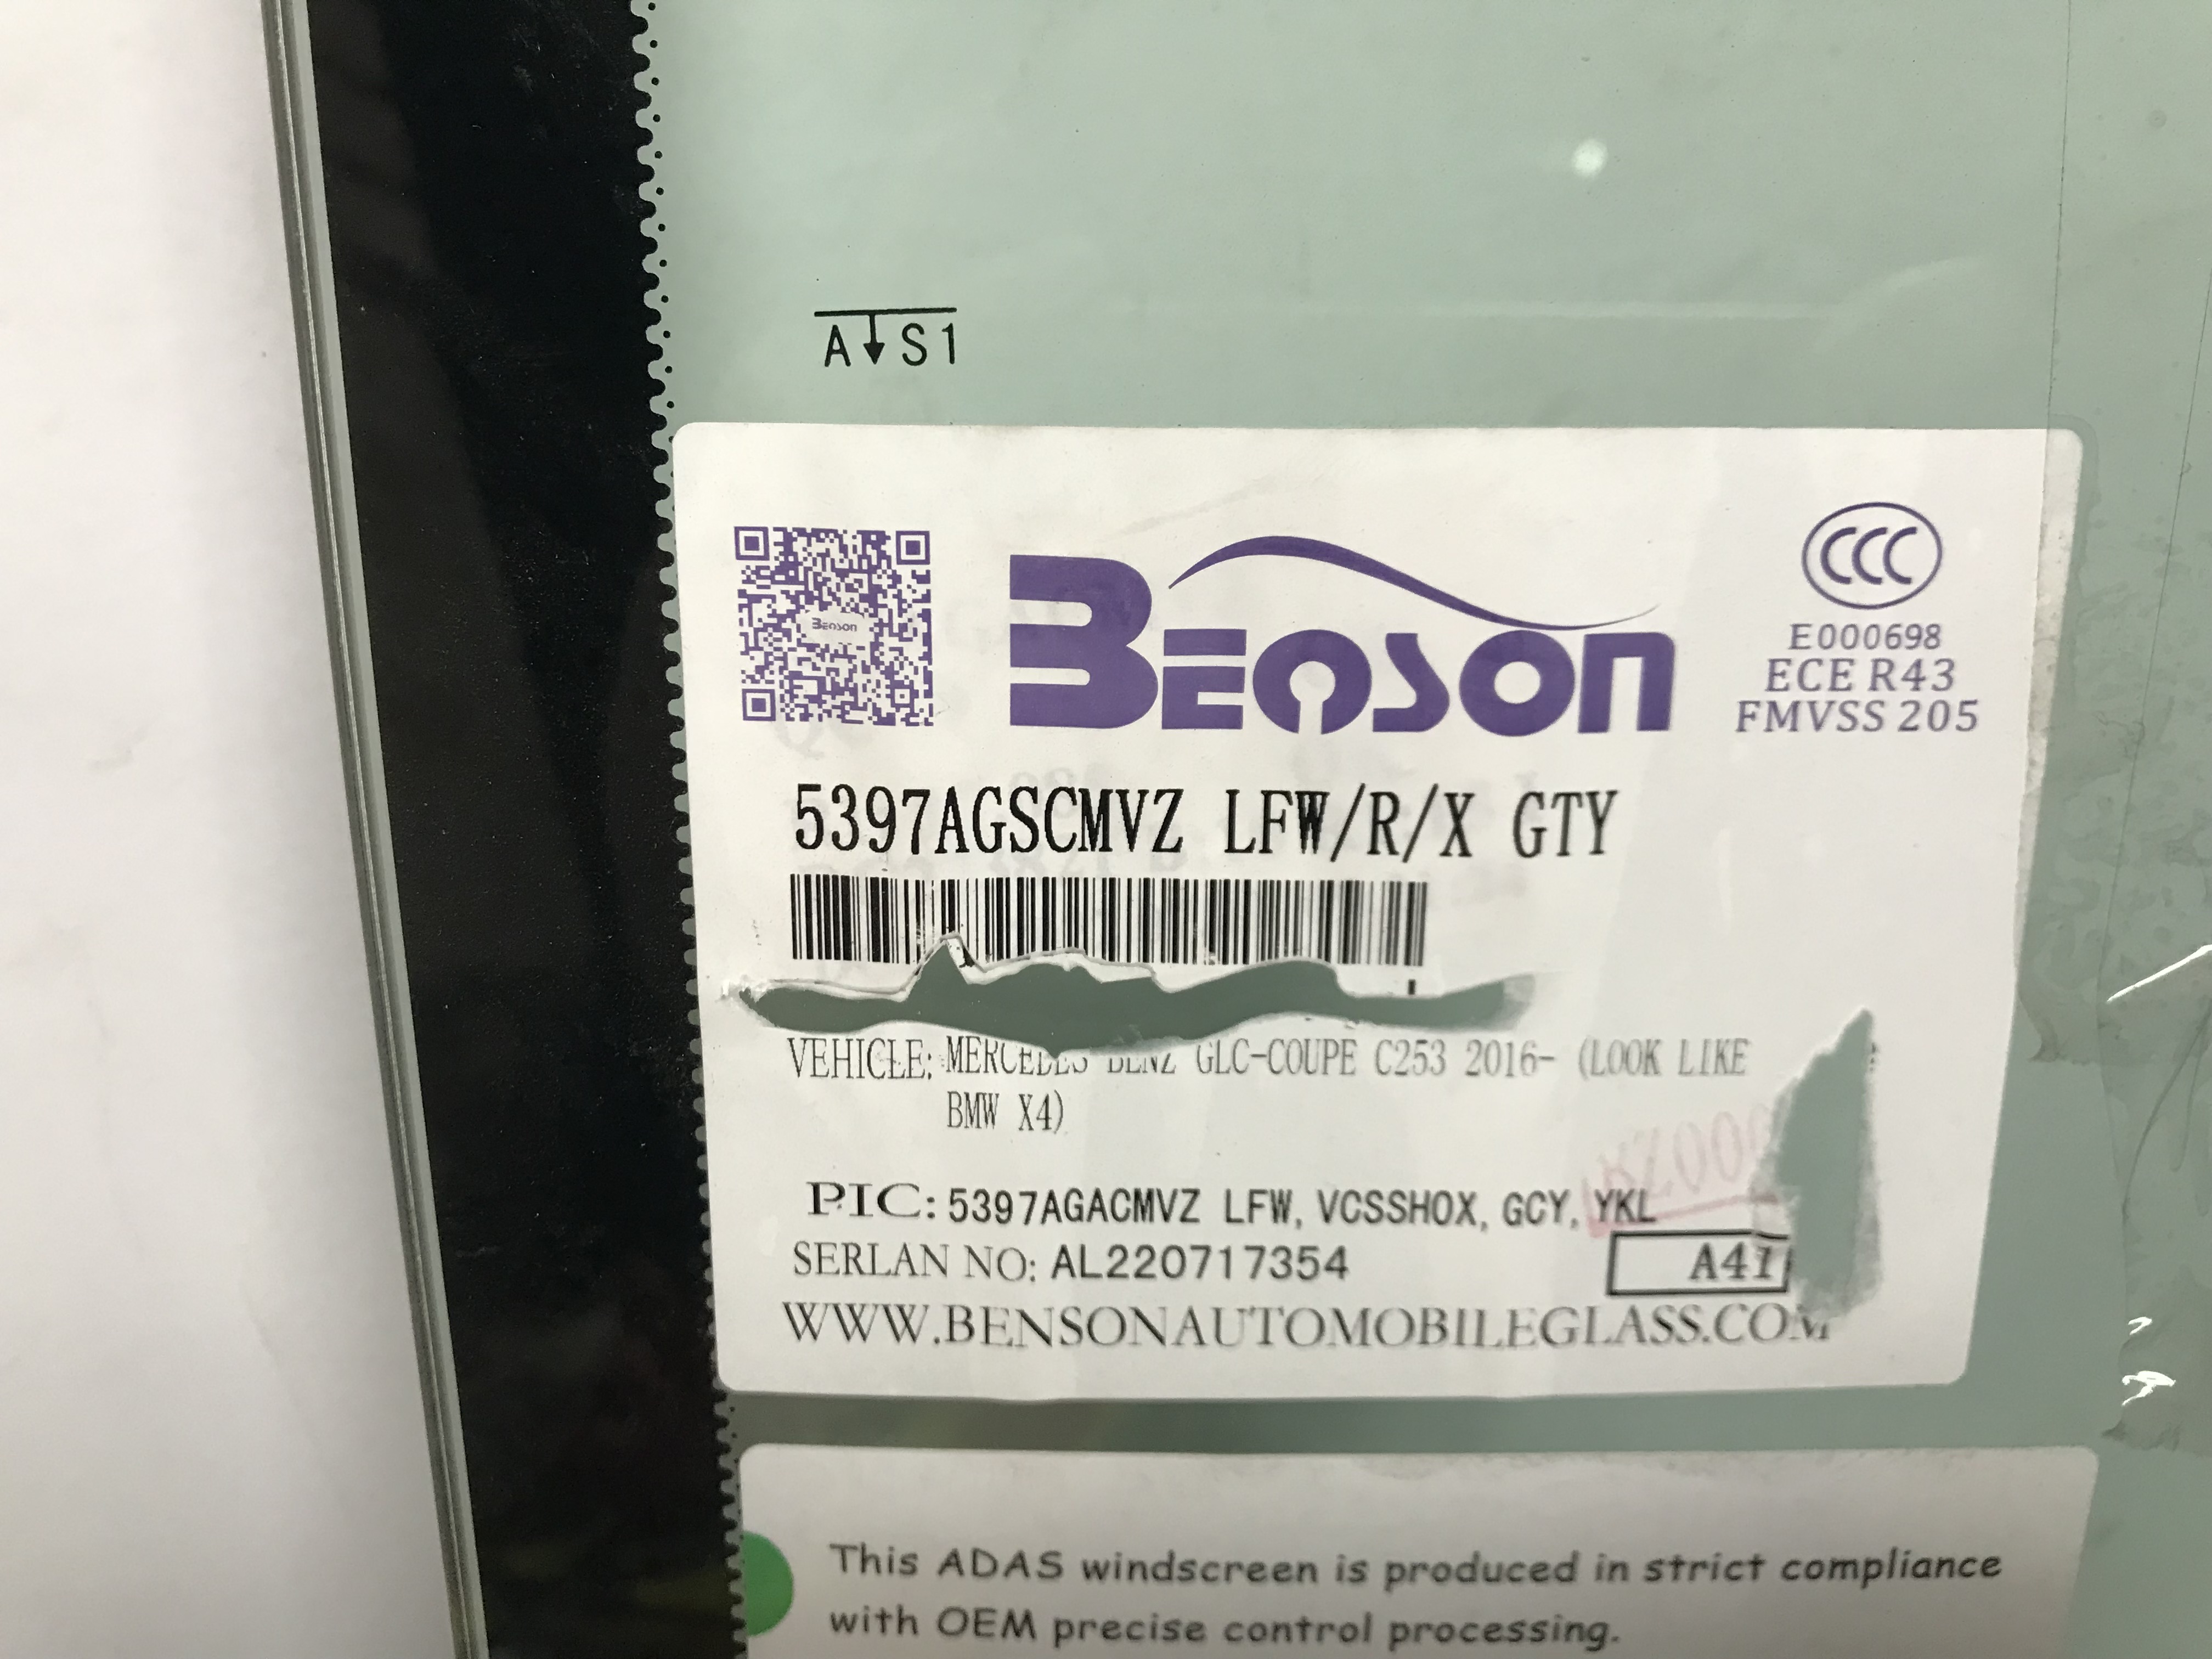 A S1
Benson
BENSON
CCC
E000698
ECE R43
FMVSS 205
5397AGSCMVZ LFW/R/X GTY
VEHICLE: MERCEDES BENZ GLC-COUPE C253 2016- (LOOK LIKE
BMW X4)
PIC: 5397AGACMVZ LFW, VCSSHOX, GCY, YKL
SERLAN NO: AL220717354
A41
WWW.BENSONAUTOMOBILEGLASS.COM
This ADAS windscreen is produced in strict compliance
with OEM precise control processing.